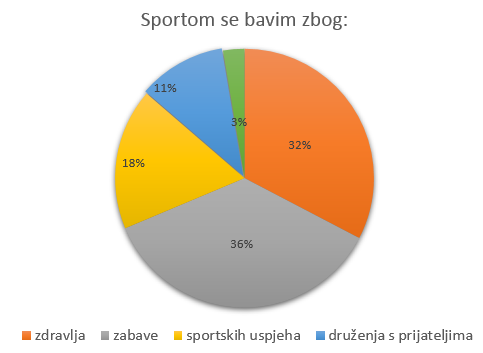 Sportom se bavim zbog:
11%
3%
32%
18%
36%
zdravlja zabave sportskih uspjeha druženja s prijateljima